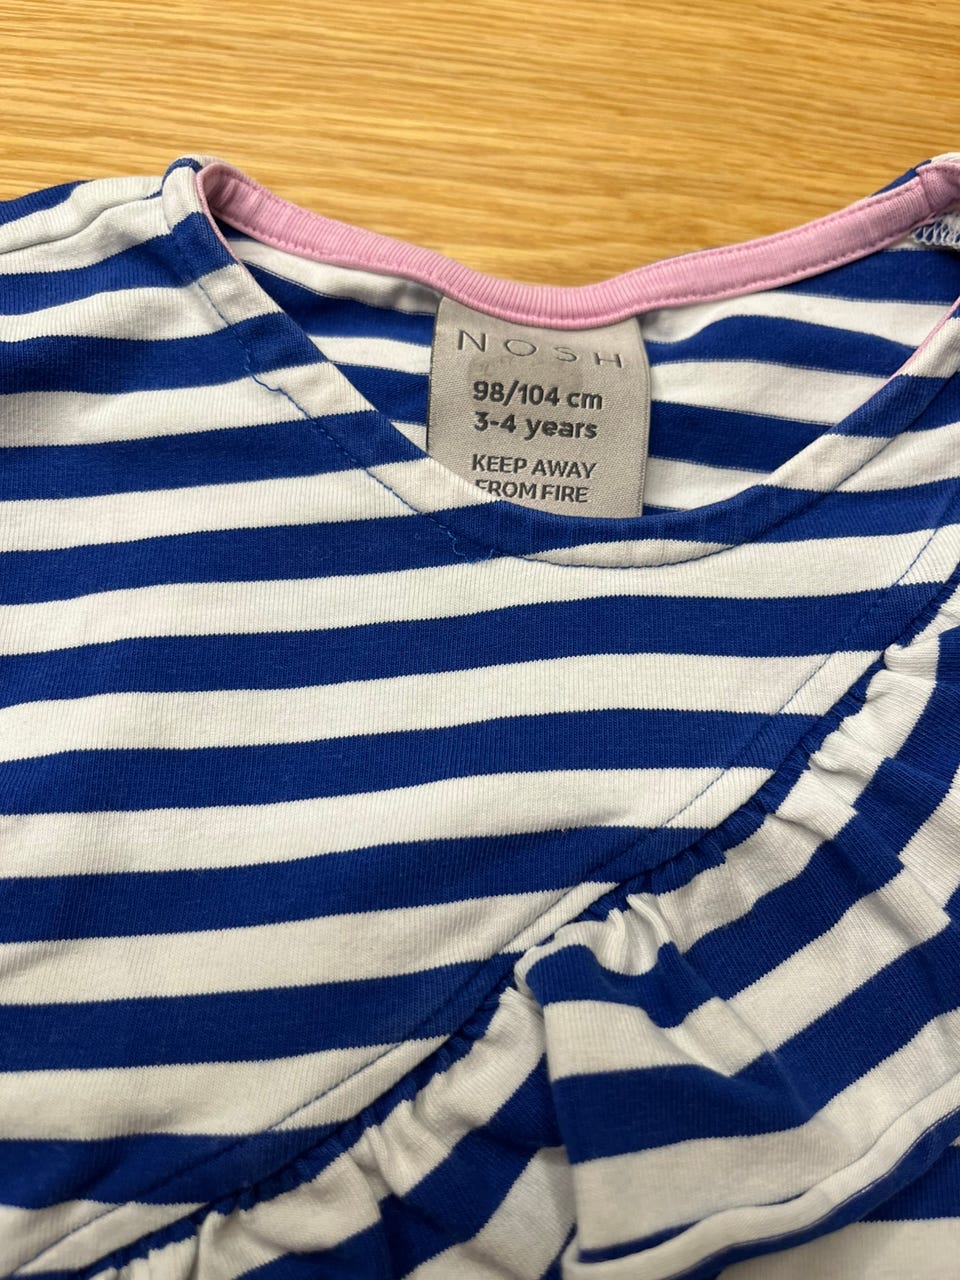 NOSH
98/104 cm
3-4 years
KEEP AWAY
FROM FIRE